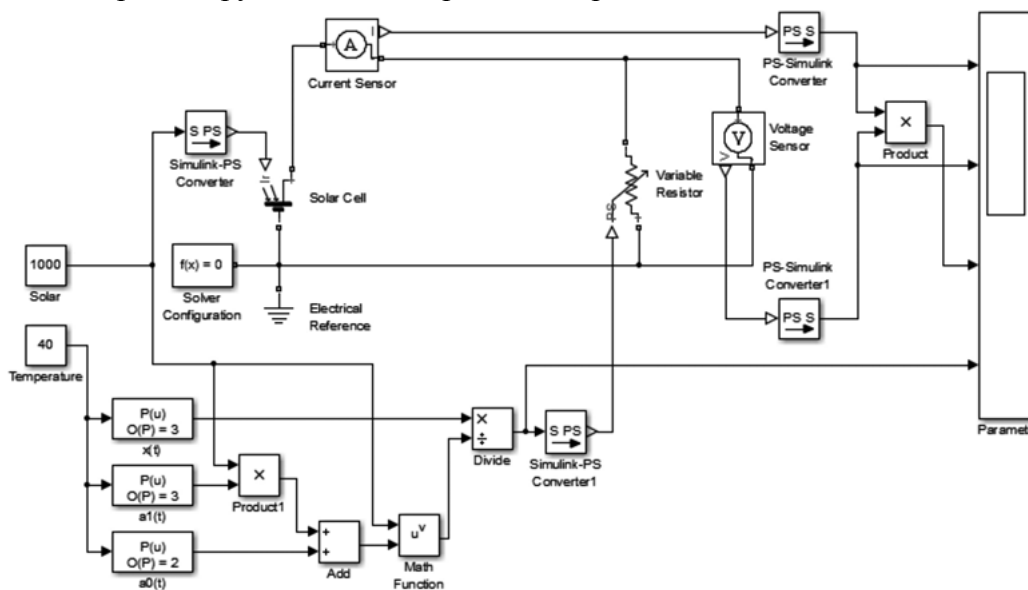 I
A
Current Sensor
PS S
PS-Simulink
Converter
S PS
Simulink-PS
Converter
Solar Cell
V
V
Voltage
Sensor
×
Product
Variable
Resistor
PS
1000
Solar
f(x) = 0
Solver
Configuration
Electrical
Reference
PS-Simulink
Converter1
PS S
40
Temperature
P(u)
O(P) = 3
x(t)
P(u)
O(P) = 3
a1(t)
P(u)
O(P) = 2
a0(t)
×
Product1
+
+
Add
u^v
Math
Function
×
÷
Divide
S PS
Simulink-PS
Converter1
Paramet